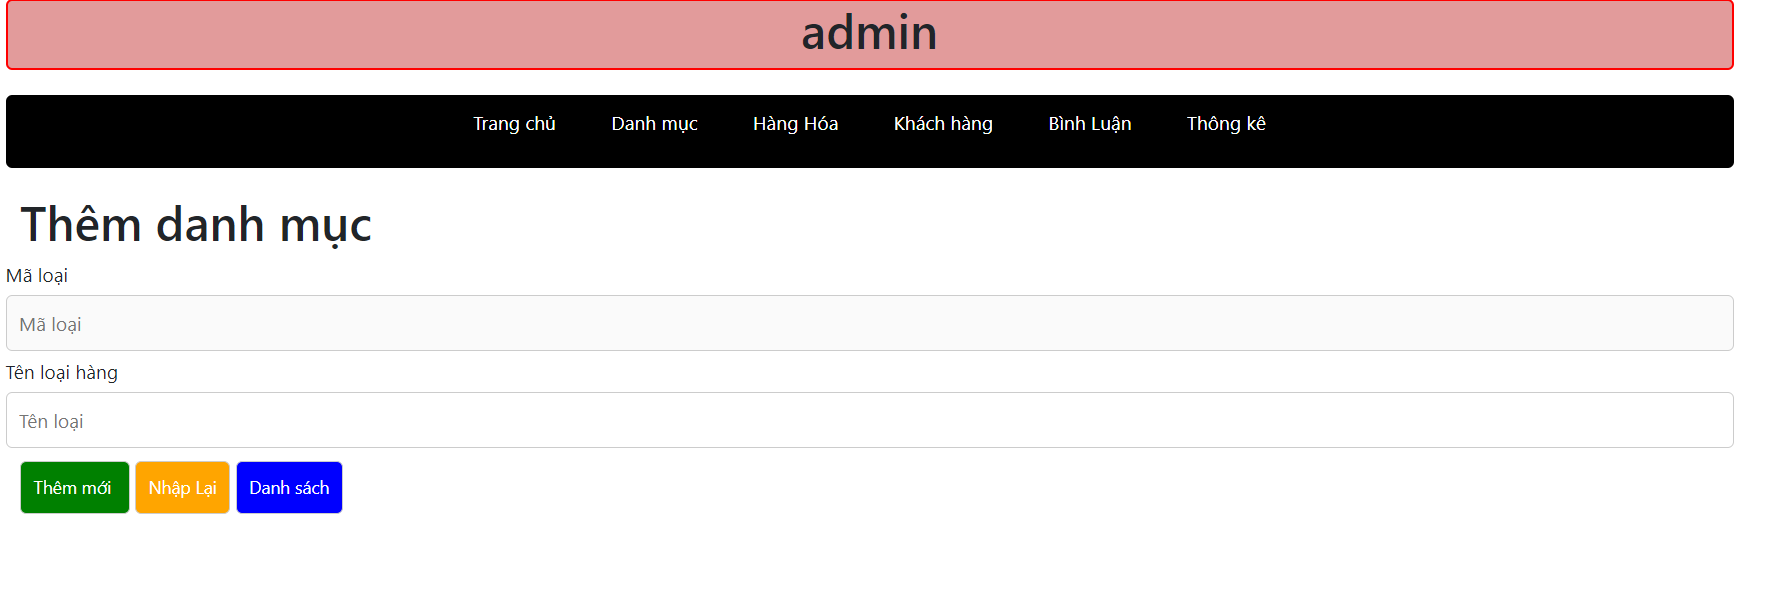 admin
Trang chủ Danh mục Hàng Hóa Khách hàng Bình Luận Thông kê
Thêm danh mục
Mã loại
Mã loại
Tên loại hàng
Tên loại
Thêm mới Nhập Lại Danh sách